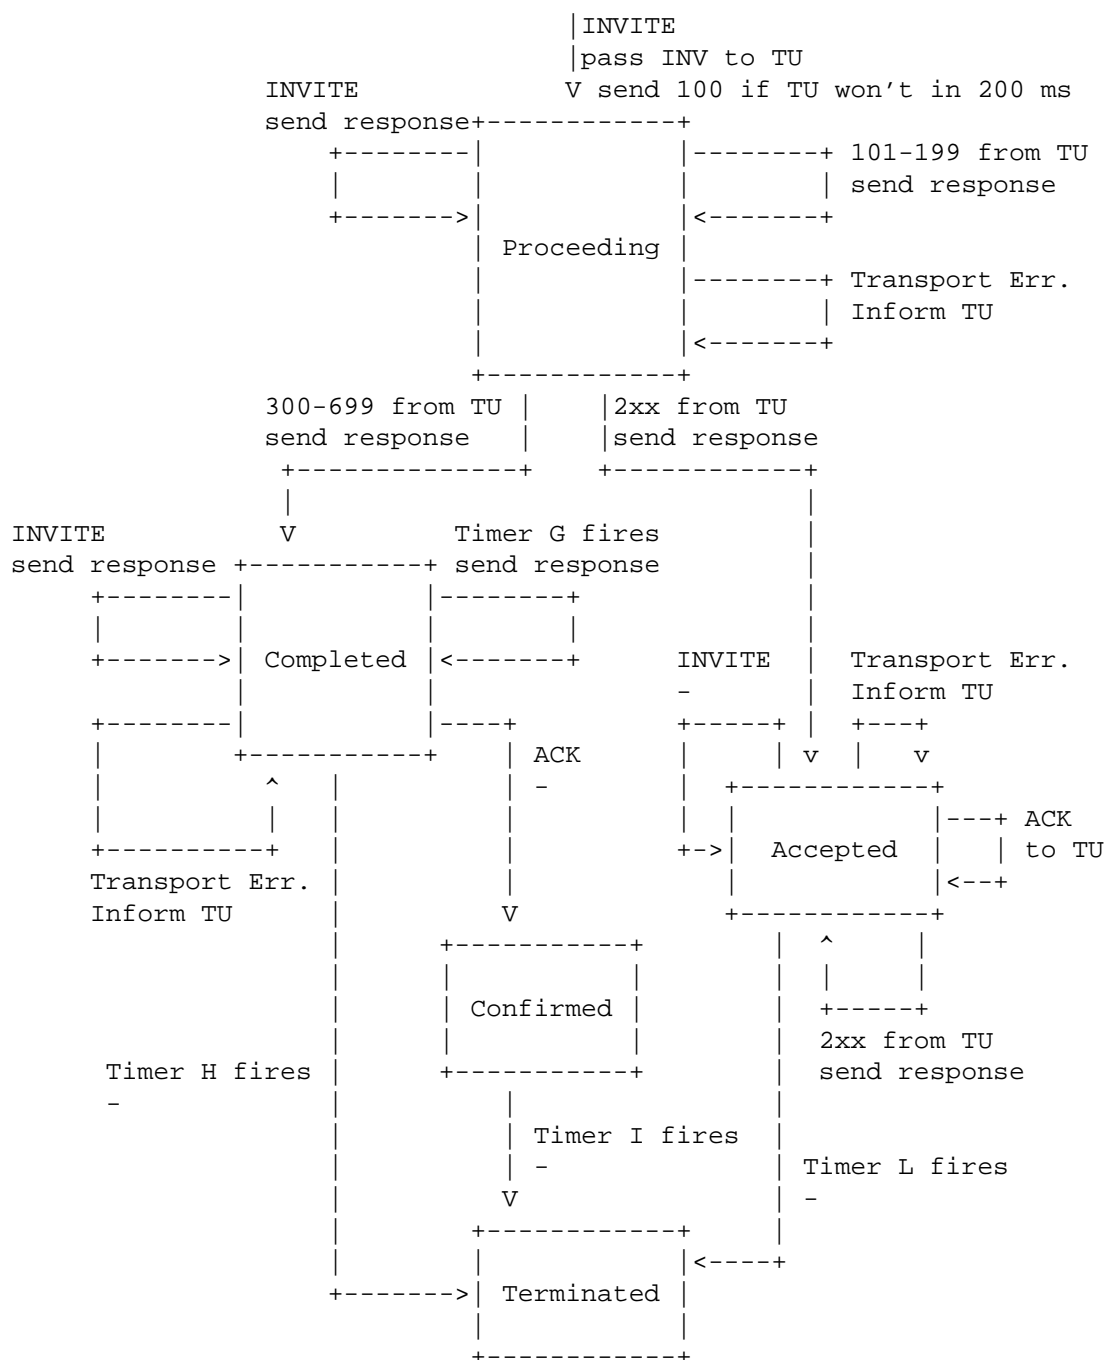 |INVITE
|pass INV to TU
INVITE V send 100 if TU won't in 200 ms
send response+------------+
+--------| |--------+ 101-199 from TU
| | | | send response
+------->| |<-------+
| Proceeding |
| |--------+ Transport Err.
| | | Inform TU
| |<-------+
+------------+
300-699 from TU | |2xx from TU
send response | |send response
+--------------+ +------------+
| |
INVITE V Timer G fires |
send response +-----------+ send response |
+--------| |--------+ |
| | | | |
+------->| Completed |<-------+ INVITE | Transport Err.
| | - | Inform TU
+--------| |----+ +-----+ | +---+
| +-----------+ | ACK | | v | v
| ^ | | - | +------------+
| | | | | | |---+ ACK
+----------+ | | +->| Accepted | | to TU
Transport Err. | | | |<--+
Inform TU | V +------------+
| +-----------+ | ^ |
| | | | | |
| | Confirmed | | +-----+
| | | | 2xx from TU
Timer H fires | +-----------+ | send response
- | | |
| | Timer I fires |
| | - | Timer L fires
| V | -
| +------------+ |
| | |<----+
+------->| Terminated |
| |
+------------+